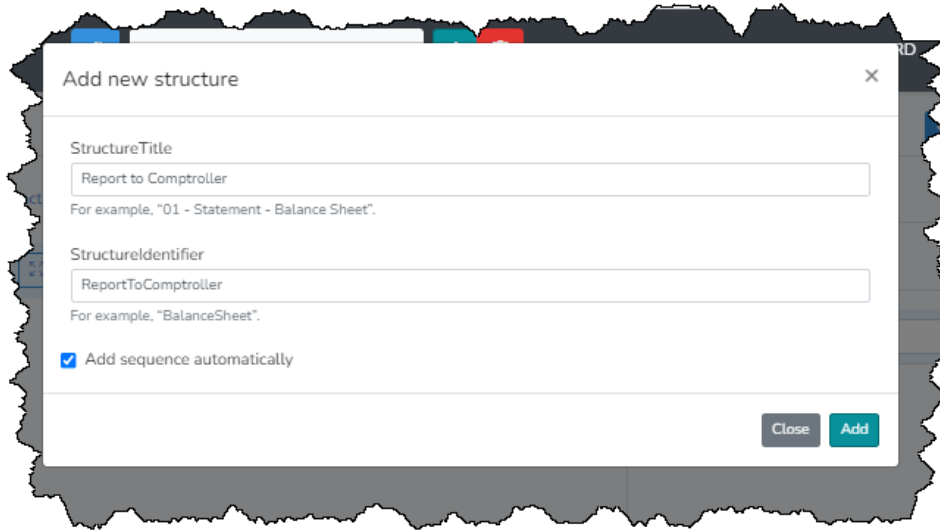 RD
Add new structure
×
StructureTitle
Report to Comptroller
For example, “01 - Statement - Balance Sheet”.
StructureIdentifier
ReportToComptroller
For example, “BalanceSheet”.
Add sequence automatically
Close Add